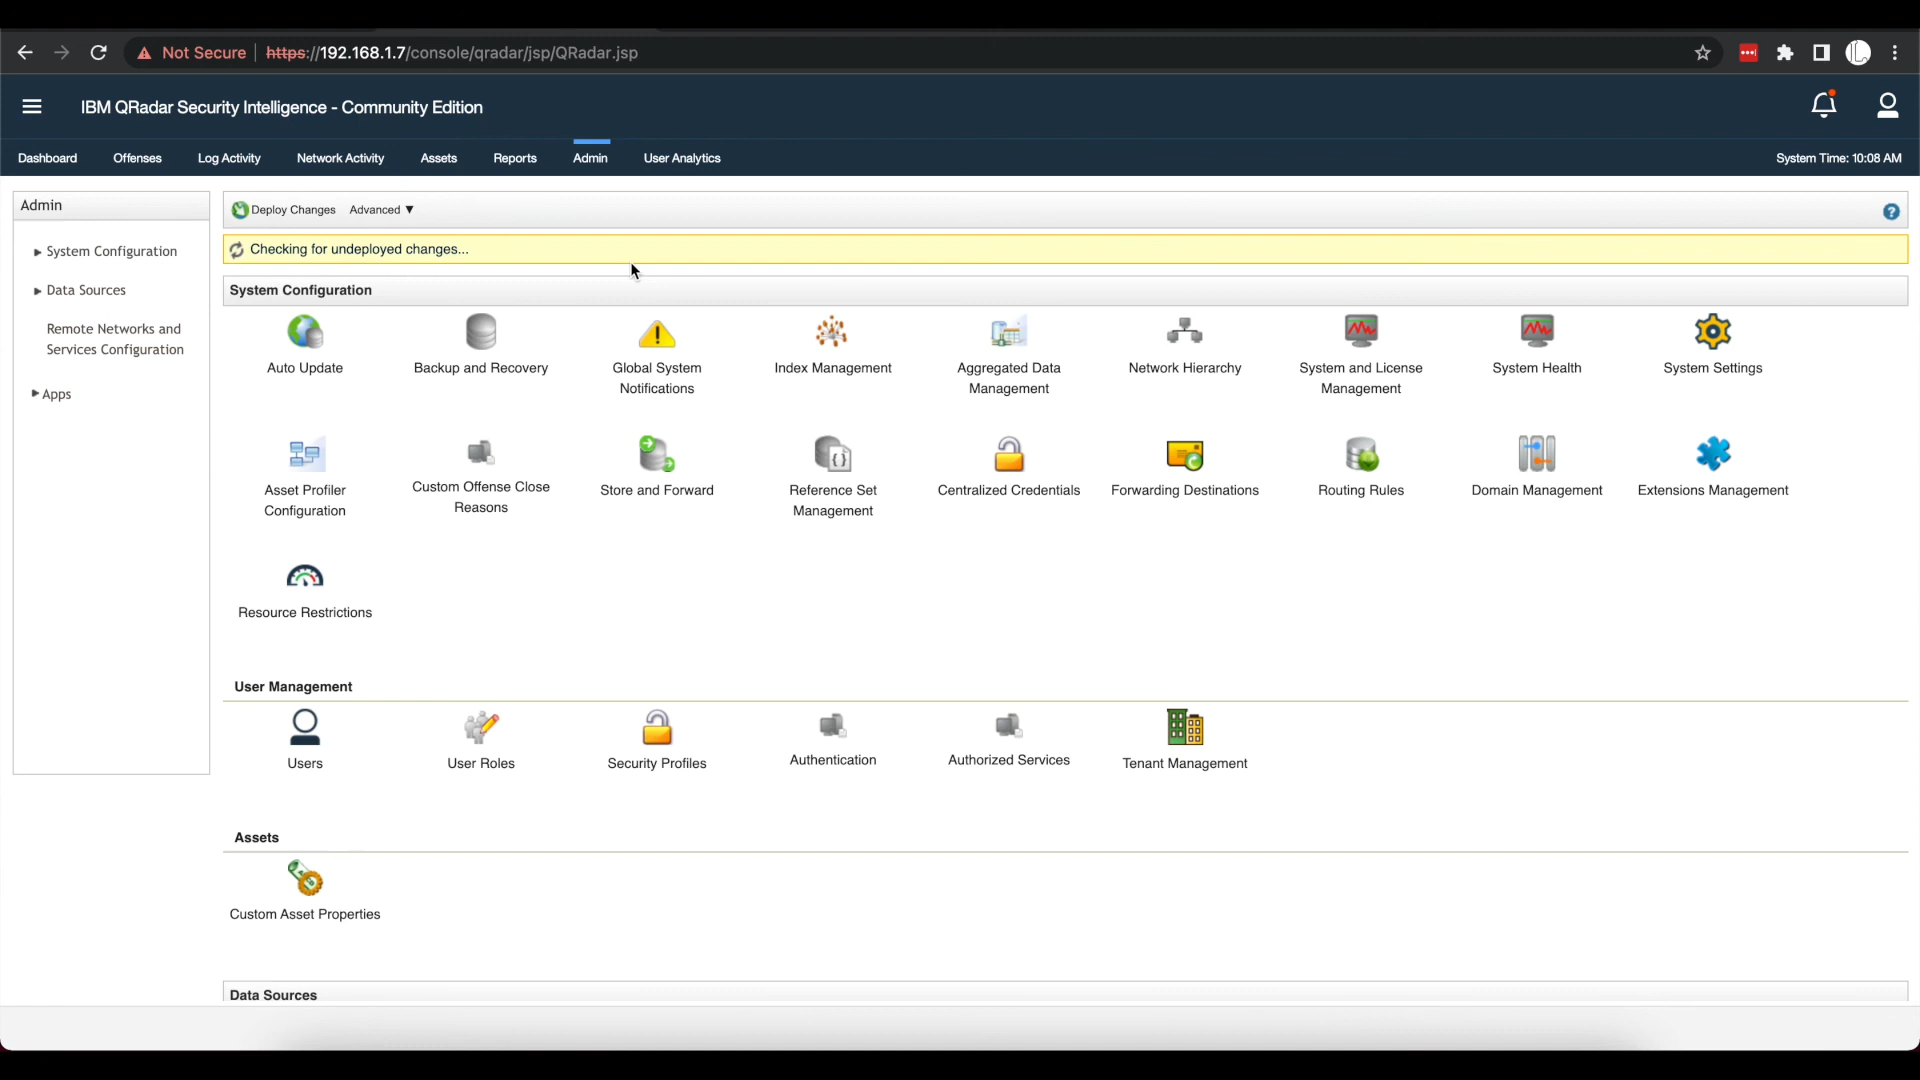 Not Secure
https://192.168.1.7/console/qradar/jsp/QRadar.jsp
IBM QRadar Security Intelligence - Community Edition
Dashboard
Offenses
Log Activity
Network Activity
Assets
Reports
Admin
User Analytics
System Time: 10:08 AM
Admin
System Configuration
Data Sources
Remote Networks and
Services Configuration
Apps
Deploy Changes
Advanced ▼
Checking for undeployed changes...
System Configuration
Auto Update
Backup and Recovery
Global System
Notifications
Index Management
Aggregated Data
Management
Network Hierarchy
System and License
Management
System Health
System Settings
Asset Profiler
Configuration
Custom Offense Close
Reasons
Store and Forward
Reference Set
Management
Centralized Credentials
Forwarding Destinations
Routing Rules
Domain Management
Extensions Management
Resource Restrictions
User Management
Users
User Roles
Security Profiles
Authentication
Authorized Services
Tenant Management
Assets
Custom Asset Properties
Data Sources